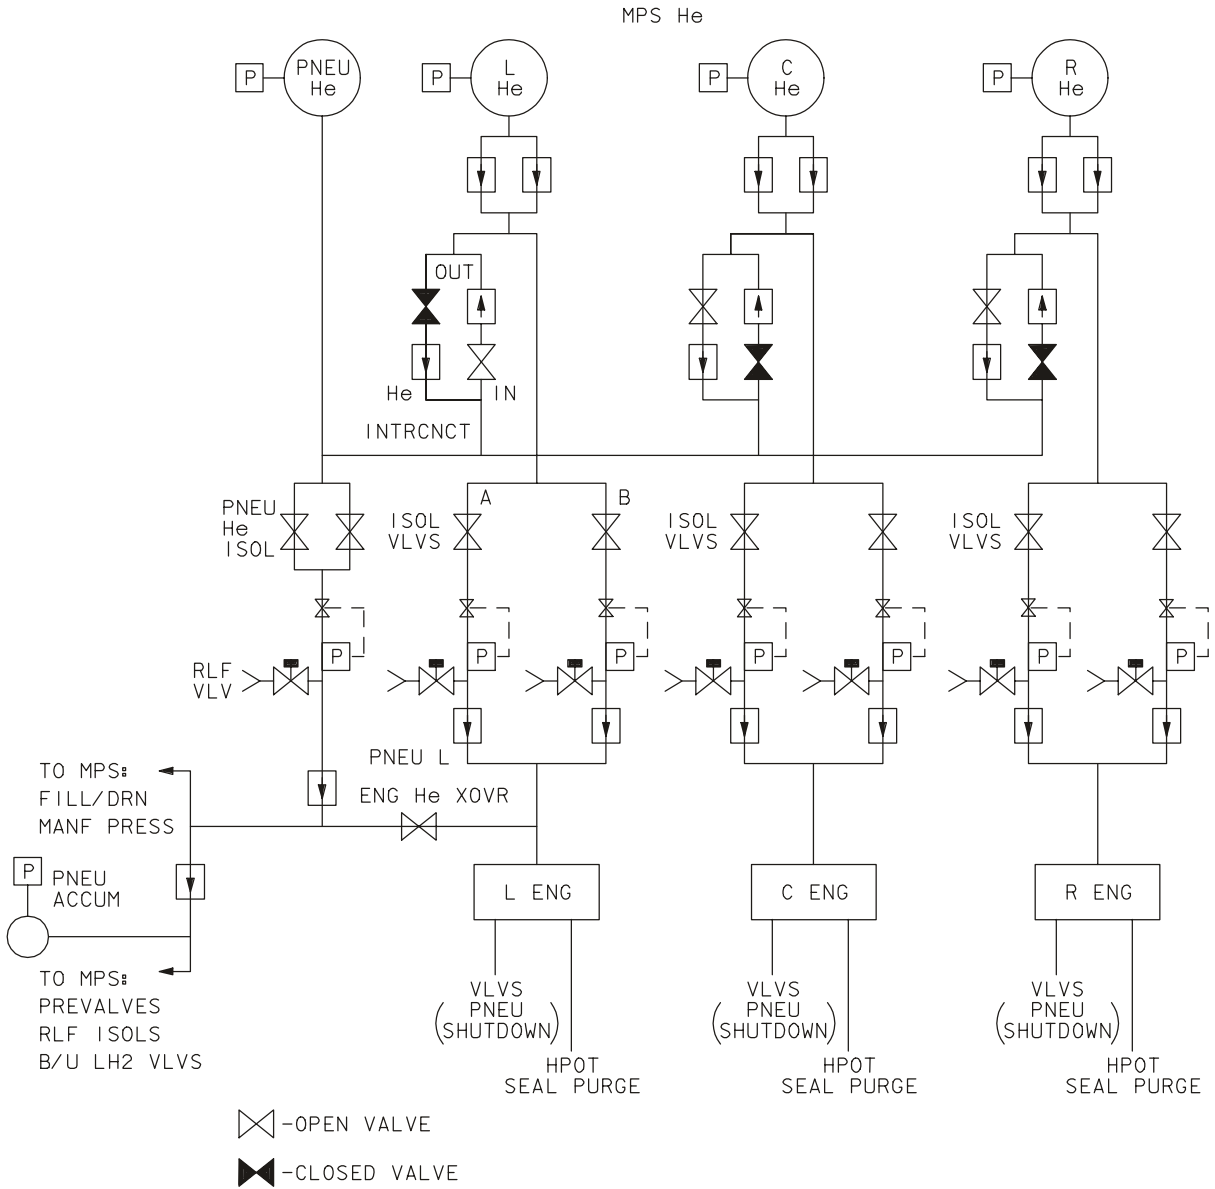 MPS He
P
PNEU
He
P
L
He
P
C
He
P
R
He
OUT
He
IN
INTRCNCT
PNEU
He
ISOL
A
B
ISOL
VLVS
ISOL
VLVS
ISOL
VLVS
RLF
VLV
P
P
P
P
P
P
P
PNEU L
ENG He XOVR
TO MPS:
FILL/DRN
MANF PRESS
P
PNEU
ACCUM
TO MPS:
PREVALVES
RLF ISOLS
B/U LH2 VLVS
L ENG
C ENG
R ENG
VLVS
(PNEU
SHUTDOWN)
HPOT
SEAL PURGE
VLVS
(PNEU
SHUTDOWN)
HPOT
SEAL PURGE
VLVS
(PNEU
SHUTDOWN)
HPOT
SEAL PURGE
-OPEN VALVE
-CLOSED VALVE